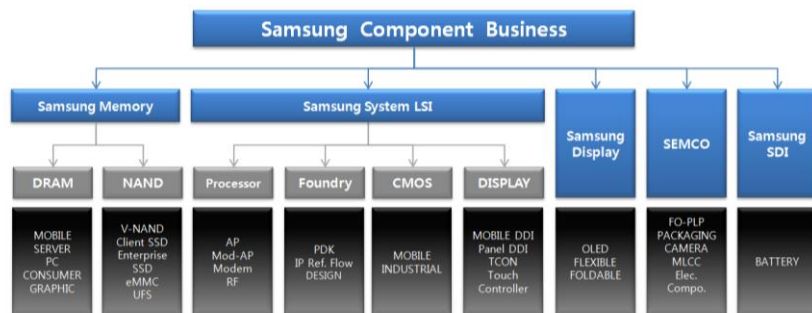 Samsung Component Business
Samsung Memory
Samsung System LSI
Samsung
Display
SEMCO
Samsung
SDI
DRAM
NAND
Processor
Foundry
CMOS
DISPLAY
MOBILE
SERVER
PC
CONSUMER
GRAPHIC
V-NAND
Client SSD
Enterprise
SSD
eMMC
UFS
AP
Mod-AP
Modem
RF
PDK
IP Ref. Flow
DESIGN
MOBILE
INDUSTRIAL
MOBILE DDI
Panel DDI
TCON
Touch
Controller
OLED
FLEXIBLE
FOLDABLE
FO-PLP
PACKAGING
CAMERA
MLCC
Elec.
Compo.
BATTERY